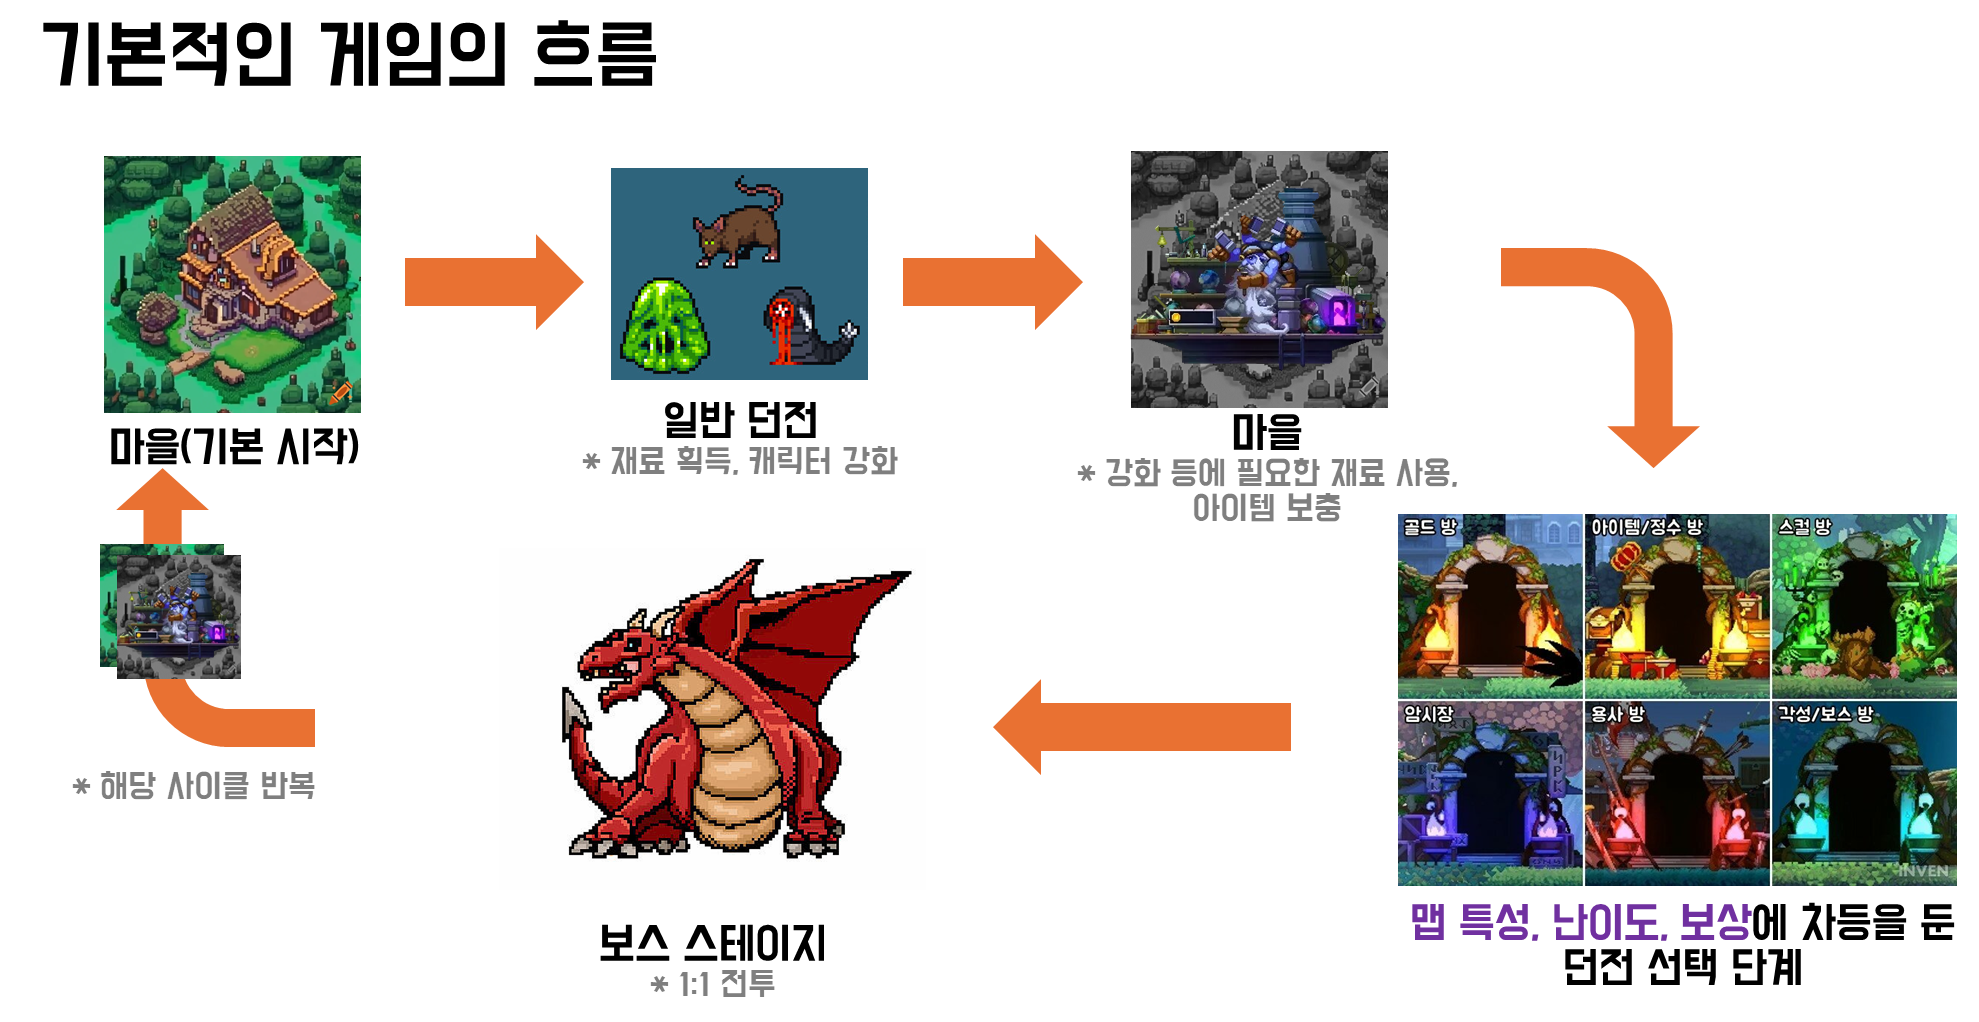 기본적인 게임의 흐름
마을(기본 시작)
일반 던전
* 재료 획득, 캐릭터 강화
마을
* 강화 등에 필요한 재료 사용,
아이템 보충
골드 방
아이템/정수 방
스컬 방
암시장
용사 방
각성/보스 방
INVEN
맵 특성, 난이도, 보상에 차등을 둔
던전 선택 단계
보스 스테이지
* 1:1 전투
* 해당 사이클 반복